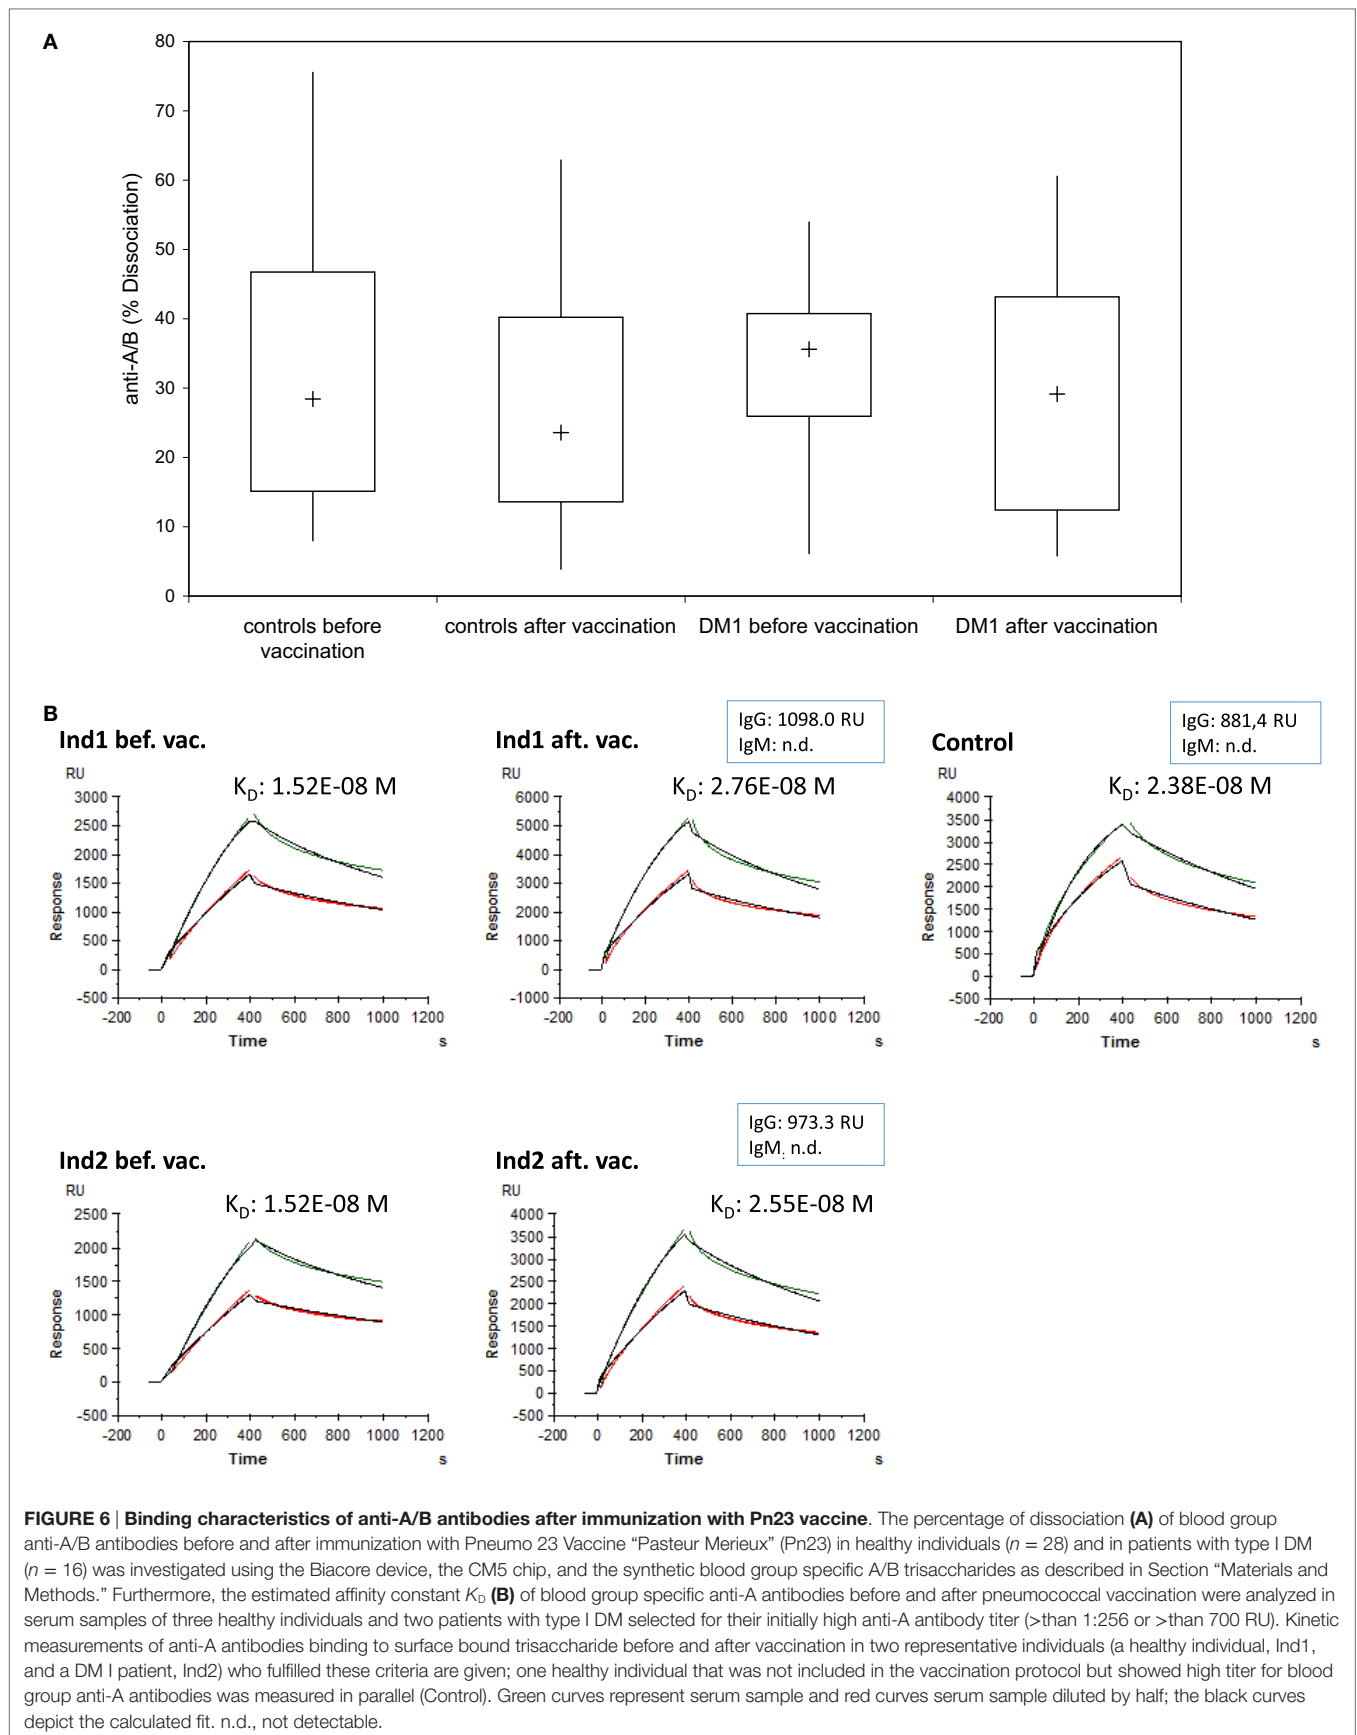 A
80
70
60
50
40
30
20
10
0
anti-A/B (% Dissociation)
controls before vaccination
controls after vaccination
DM1 before vaccination
DM1 after vaccination
B
Ind1 bef. vac.
RU
K_D: 1.52E-08 M
3000
2500
2000
1500
1000
500
0
-500
Response
-200 0 200 400 600 800 1000 1200
Time s
IgG: 1098.0 RU
IgM: n.d.
Ind1 aft. vac.
RU
K_D: 2.76E-08 M
6000
5000
4000
3000
2000
1000
0
-1000
Response
-200 0 200 400 600 800 1000 1200
Time s
IgG: 881,4 RU
IgM: n.d.
Control
RU
K_D: 2.38E-08 M
4000
3500
3000
2500
2000
1500
1000
500
0
-500
Response
-200 0 200 400 600 800 1000 1200
Time s
Ind2 bef. vac.
RU
K_D: 1.52E-08 M
2500
2000
1500
1000
500
0
-500
Response
-200 0 200 400 600 800 1000 1200
Time s
IgG: 973.3 RU
IgM: n.d.
Ind2 aft. vac.
RU
K_D: 2.55E-08 M
4000
3500
3000
2500
2000
1500
1000
500
0
-500
Response
-200 0 200 400 600 800 1000 1200
Time s
FIGURE 6 | Binding characteristics of anti-A/B antibodies after immunization with Pn23 vaccine. The percentage of dissociation (A) of blood group
anti-A/B antibodies before and after immunization with Pneumo 23 Vaccine “Pasteur Merieux” (Pn23) in healthy individuals (n = 28) and in patients with type I DM
(n = 16) was investigated using the Biacore device, the CM5 chip, and the synthetic blood group specific A/B trisaccharides as described in Section “Materials and
Methods.” Furthermore, the estimated affinity constant K_D (B) of blood group specific anti-A antibodies before and after pneumococcal vaccination were analyzed in
serum samples of three healthy individuals and two patients with type I DM selected for their initially high anti-A antibody titer (>than 1:256 or >than 700 RU). Kinetic
measurements of anti-A antibodies binding to surface bound trisaccharide before and after vaccination in two representative individuals (a healthy individual, Ind1,
and a DM I patient, Ind2) who fulfilled these criteria are given; one healthy individual that was not included in the vaccination protocol but showed high titer for blood
group anti-A antibodies was measured in parallel (Control). Green curves represent serum sample and red curves serum sample diluted by half; the black curves
depict the calculated fit. n.d., not detectable.